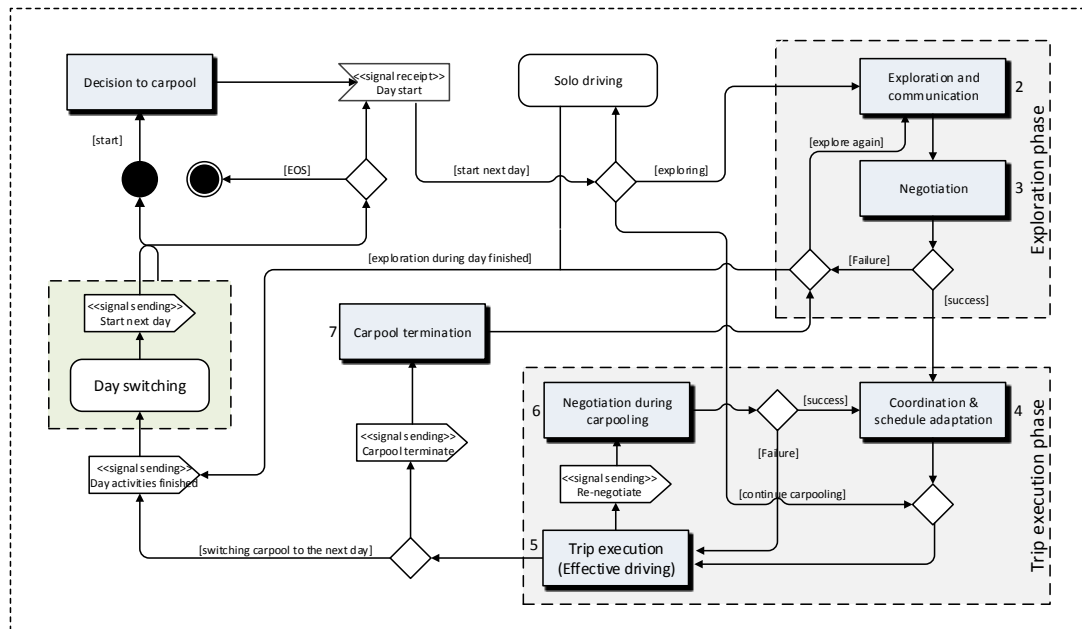 Decision to carpool
<<signal receipt>>
Day start
Solo driving
Exploration and
communication
2
[start]
[explore again]
[EOS]
[start next day]
[exploring]
Negotiation
3
Exploration phase
[exploration during day finished]
[Failure]
[success]
<<signal sending>>
Start next day
7
Carpool termination
Day switching
6
Negotiation during
carpooling
[success]
Coordination &
schedule adaptation
4
<<signal sending>>
Carpool terminate
[Failure]
<<signal sending>>
Day activities finished
<<signal sending>>
Re-negotiate
[continue carpooling]
[switching carpool to the next day]
5
Trip execution
(Effective driving)
Trip execution phase